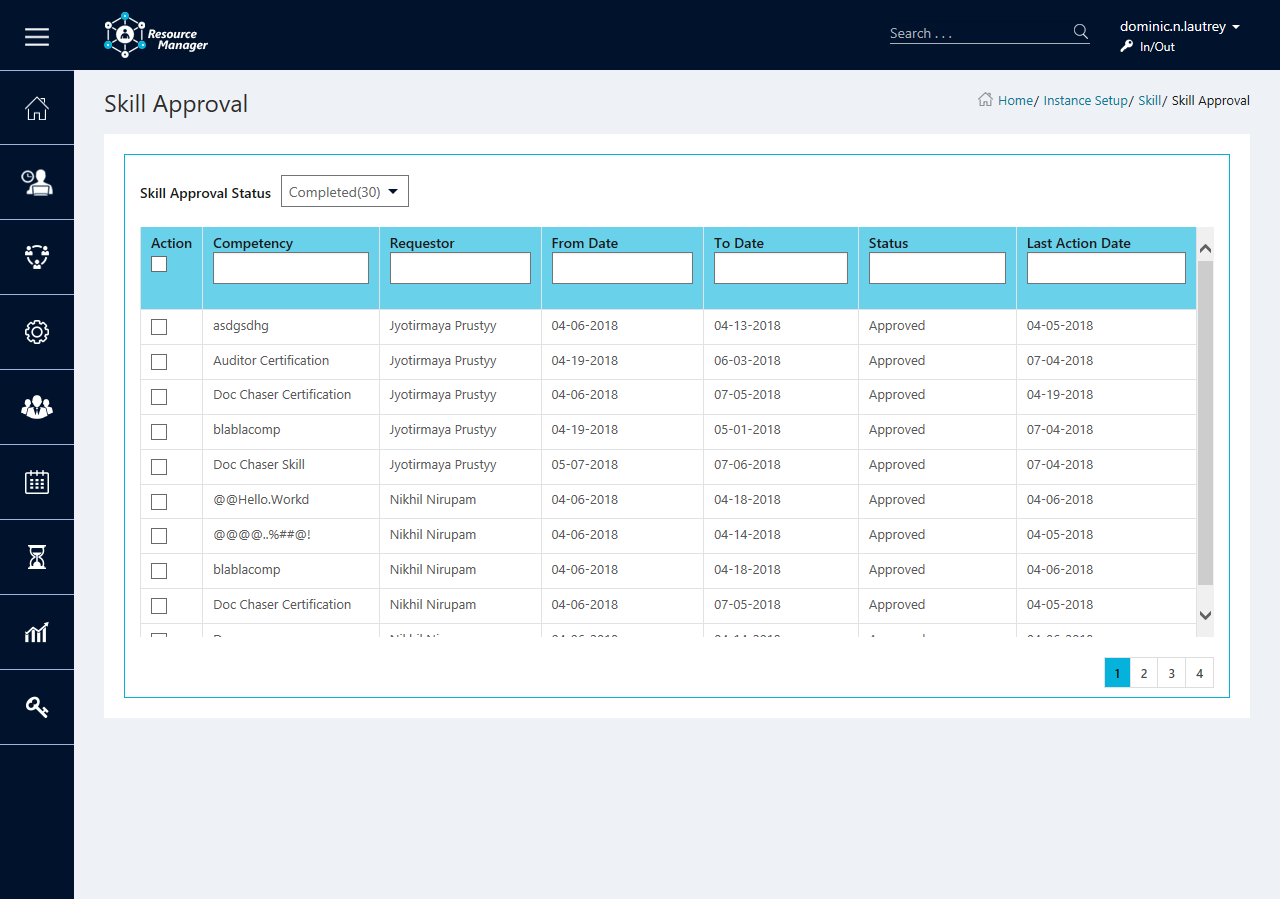 Resource
Manager
Search . . .
dominic.n.lautrey
In/Out
Skill Approval
Home/ Instance Setup/ Skill/ Skill Approval
Skill Approval Status Completed(30)
Action Competency Requestor From Date To Date Status Last Action Date
asdgsdhg Jyotirmaya Prustyy 04-06-2018 04-13-2018 Approved 04-05-2018
Auditor Certification Jyotirmaya Prustyy 04-19-2018 06-03-2018 Approved 07-04-2018
Doc Chaser Certification Jyotirmaya Prustyy 04-06-2018 07-05-2018 Approved 04-19-2018
blablacomp Jyotirmaya Prustyy 04-19-2018 05-01-2018 Approved 07-04-2018
Doc Chaser Skill Jyotirmaya Prustyy 05-07-2018 07-06-2018 Approved 07-04-2018
@@Hello.Workd Nikhil Nirupam 04-06-2018 04-18-2018 Approved 04-06-2018
@@@@..%##@! Nikhil Nirupam 04-06-2018 04-14-2018 Approved 04-05-2018
blablacomp Nikhil Nirupam 04-06-2018 04-18-2018 Approved 04-06-2018
Doc Chaser Certification Nikhil Nirupam 04-06-2018 07-05-2018 Approved 04-05-2018
1 2 3 4